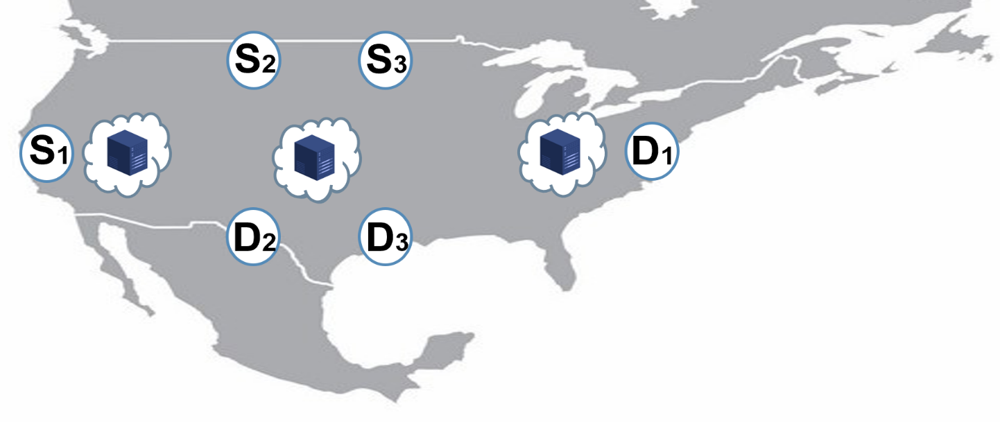 S2 S3
S1 D1
D2 D3